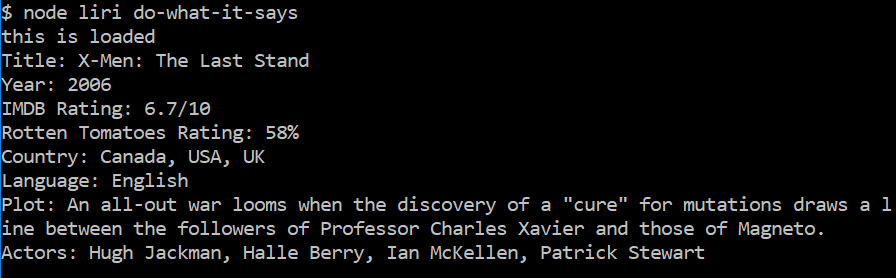 $ node liri do-what-it-says
this is loaded
Title: X-Men: The Last Stand
Year: 2006
IMDB Rating: 6.7/10
Rotten Tomatoes Rating: 58%
Country: Canada, USA, UK
Language: English
Plot: An all-out war looms when the discovery of a "cure" for mutations draws a l
ine between the followers of Professor Charles Xavier and those of Magneto.
Actors: Hugh Jackman, Halle Berry, Ian McKellen, Patrick Stewart